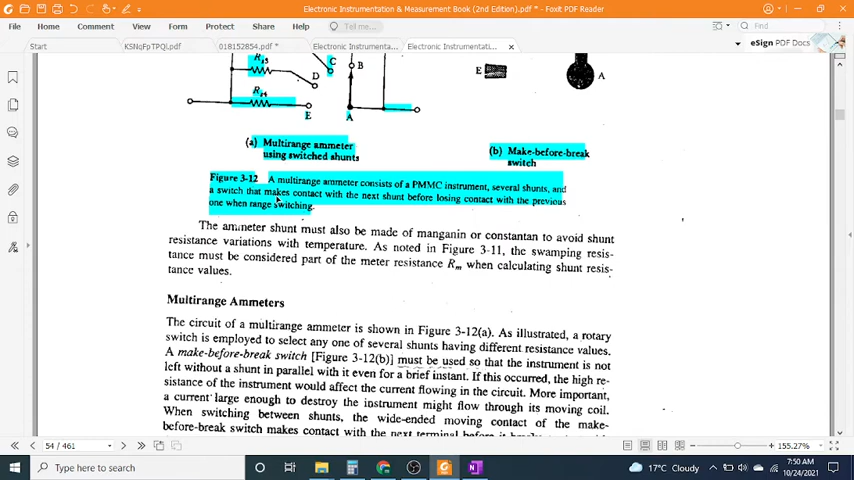 Electronic Instrumentation & Measurement Book (2nd Edition).pdf * - Foxit PDF Reader
File Home Comment View Form Protect Share Help Tell me... Find
Start KSNqFpTPQI.pdf 018152854.pdf * Electronic Instrumenta... Electronic Instrumentati... eSign PDF Docs
C
B
D
E
A
E
A
(a) Multirange ammeter
using switched shunts
(b) Make-before-break
switch
Figure 3-12 A multirange ammeter consists of a PMMC instrument, several shunts, and
a switch that makes contact with the next shunt before losing contact with the previous
one when range switching.
The ammeter shunt must also be made of manganin or constantan to avoid shunt
resistance variations with temperature. As noted in Figure 3-11, the swamping resis-
tance must be considered part of the meter resistance Rm when calculating shunt resis-
tance values.
Multirange Ammeters
The circuit of a multirange ammeter is shown in Figure 3-12(a). As illustrated, a rotary
switch is employed to select any one of several shunts having different resistance values.
A make-before-break switch [Figure 3-12(b)] must be used so that the instrument is not
left without a shunt in parallel with it even for a brief instant. If this occurred, the high re-
sistance of the instrument would affect the current flowing in the circuit. More important,
a current large enough to destroy the instrument might flow through its moving coil.
When switching between shunts, the wide-ended moving contact of the make-
before-break switch makes contact with the next terminal before it
54 / 461
155.27%
Type here to search
17°C Cloudy
7:50 AM
10/24/2021